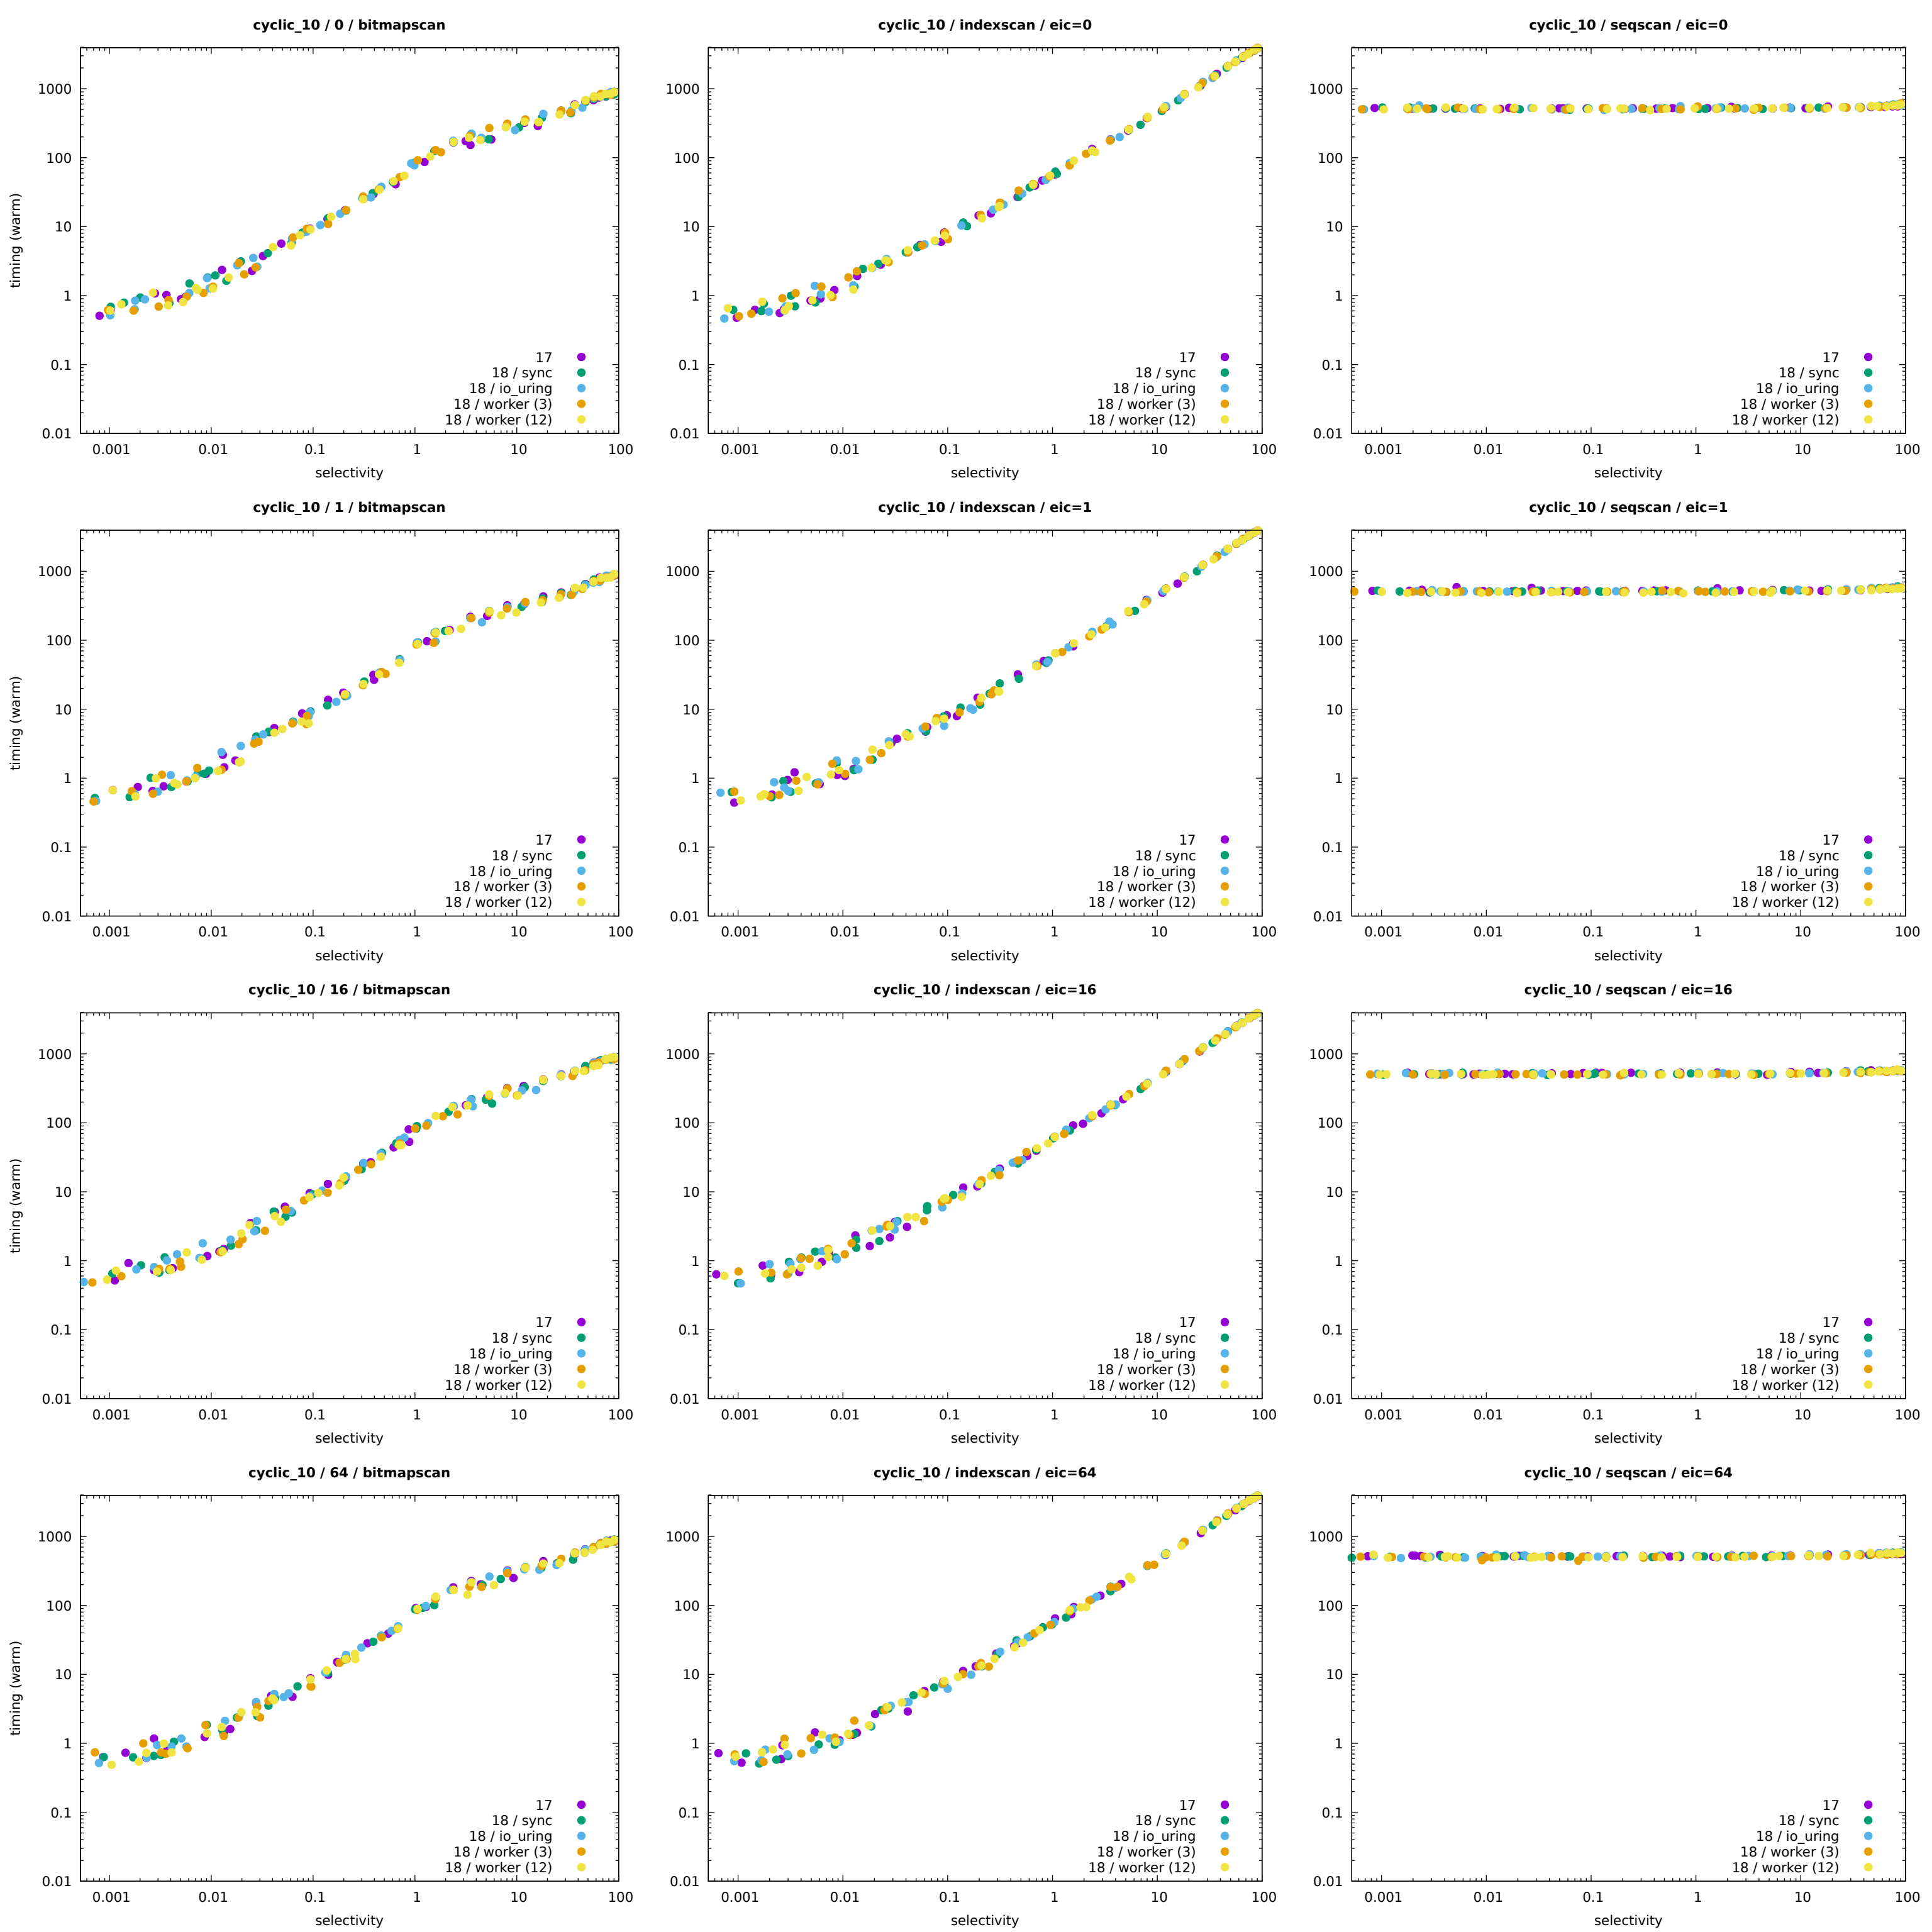 cyclic_10 / 0 / bitmapscan
timing (warm)
1000
100
10
1
0.1
0.01
17
18 / sync
18 / io_uring
18 / worker (3)
18 / worker (12)
0.001 0.01 0.1 1 10 100
selectivity
cyclic_10 / indexscan / eic=0
1000
100
10
1
0.1
0.01
17
18 / sync
18 / io_uring
18 / worker (3)
18 / worker (12)
0.001 0.01 0.1 1 10 100
selectivity
cyclic_10 / seqscan / eic=0
1000
100
10
1
0.1
0.01
17
18 / sync
18 / io_uring
18 / worker (3)
18 / worker (12)
0.001 0.01 0.1 1 10 100
selectivity
cyclic_10 / 1 / bitmapscan
timing (warm)
1000
100
10
1
0.1
0.01
17
18 / sync
18 / io_uring
18 / worker (3)
18 / worker (12)
0.001 0.01 0.1 1 10 100
selectivity
cyclic_10 / indexscan / eic=1
1000
100
10
1
0.1
0.01
17
18 / sync
18 / io_uring
18 / worker (3)
18 / worker (12)
0.001 0.01 0.1 1 10 100
selectivity
cyclic_10 / seqscan / eic=1
1000
100
10
1
0.1
0.01
17
18 / sync
18 / io_uring
18 / worker (3)
18 / worker (12)
0.001 0.01 0.1 1 10 100
selectivity
cyclic_10 / 16 / bitmapscan
timing (warm)
1000
100
10
1
0.1
0.01
17
18 / sync
18 / io_uring
18 / worker (3)
18 / worker (12)
0.001 0.01 0.1 1 10 100
selectivity
cyclic_10 / indexscan / eic=16
1000
100
10
1
0.1
0.01
17
18 / sync
18 / io_uring
18 / worker (3)
18 / worker (12)
0.001 0.01 0.1 1 10 100
selectivity
cyclic_10 / seqscan / eic=16
1000
100
10
1
0.1
0.01
17
18 / sync
18 / io_uring
18 / worker (3)
18 / worker (12)
0.001 0.01 0.1 1 10 100
selectivity
cyclic_10 / 64 / bitmapscan
timing (warm)
1000
100
10
1
0.1
0.01
17
18 / sync
18 / io_uring
18 / worker (3)
18 / worker (12)
0.001 0.01 0.1 1 10 100
selectivity
cyclic_10 / indexscan / eic=64
1000
100
10
1
0.1
0.01
17
18 / sync
18 / io_uring
18 / worker (3)
18 / worker (12)
0.001 0.01 0.1 1 10 100
selectivity
cyclic_10 / seqscan / eic=64
1000
100
10
1
0.1
0.01
17
18 / sync
18 / io_uring
18 / worker (3)
18 / worker (12)
0.001 0.01 0.1 1 10 100
selectivity